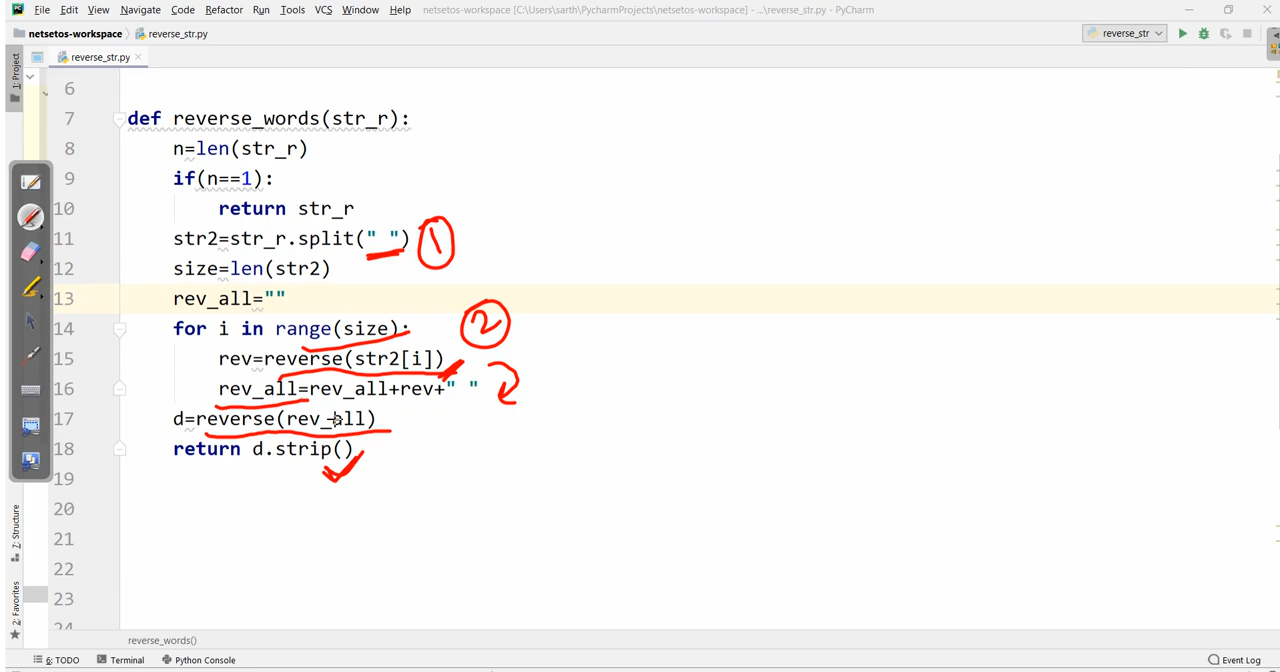 File Edit View Navigate Code Refactor Run Tools VCS Window Help netsetos-workspace [C:\Users\sarth\PycharmProjects\netsetos-workspace] - ...\reverse_str.py - PyCharm
netsetos-workspace reverse_str.py reverse_str
1: Project
reverse_str.py
6
7 def reverse_words(str_r):
8 n=len(str_r)
9 if(n==1):
10 return str_r
11 str2=str_r.split(" ") 1
12 size=len(str2)
13 rev_all=""
14 for i in range(size): 2
15 rev=reverse(str2[i])
16 rev_all=rev_all+rev+" "
17 d=reverse(rev_all)
18 return d.strip()
19
20
21
22
23
24
7: Structure
2: Favorites
reverse_words()
6: TODO Terminal Python Console Event Log